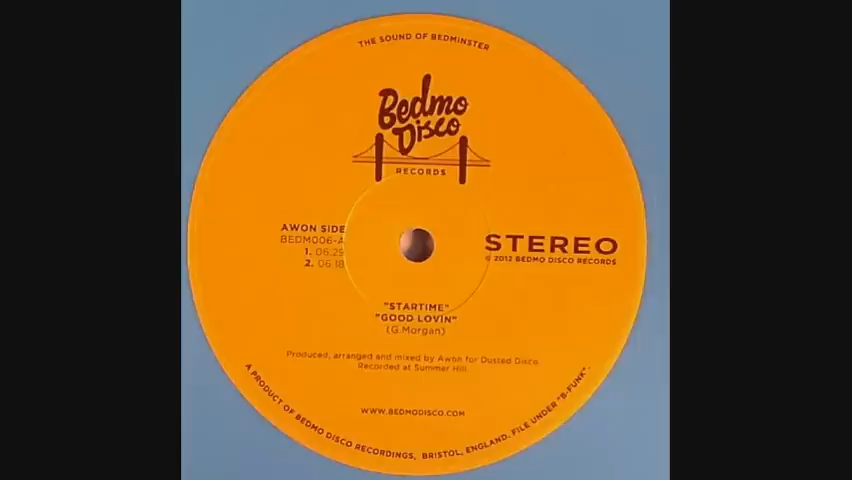 THE SOUND OF BEDMINSTER
Bedmo
Disco
RECORDS
AWON SIDE
BEDM006-A
1. 06.29
2. 06.18
STEREO
© 2012 BEDMO DISCO RECORDS
"STARTIME"
"GOOD LOVIN"
(G.Morgan)
Produced, arranged and mixed by Awon for Dusted Disco.
Recorded at Summer Hill
WWW.BEDMODISCO.COM
A PRODUCT OF BEDMO DISCO RECORDINGS, BRISTOL, ENGLAND. FILE UNDER "B-FUNK".